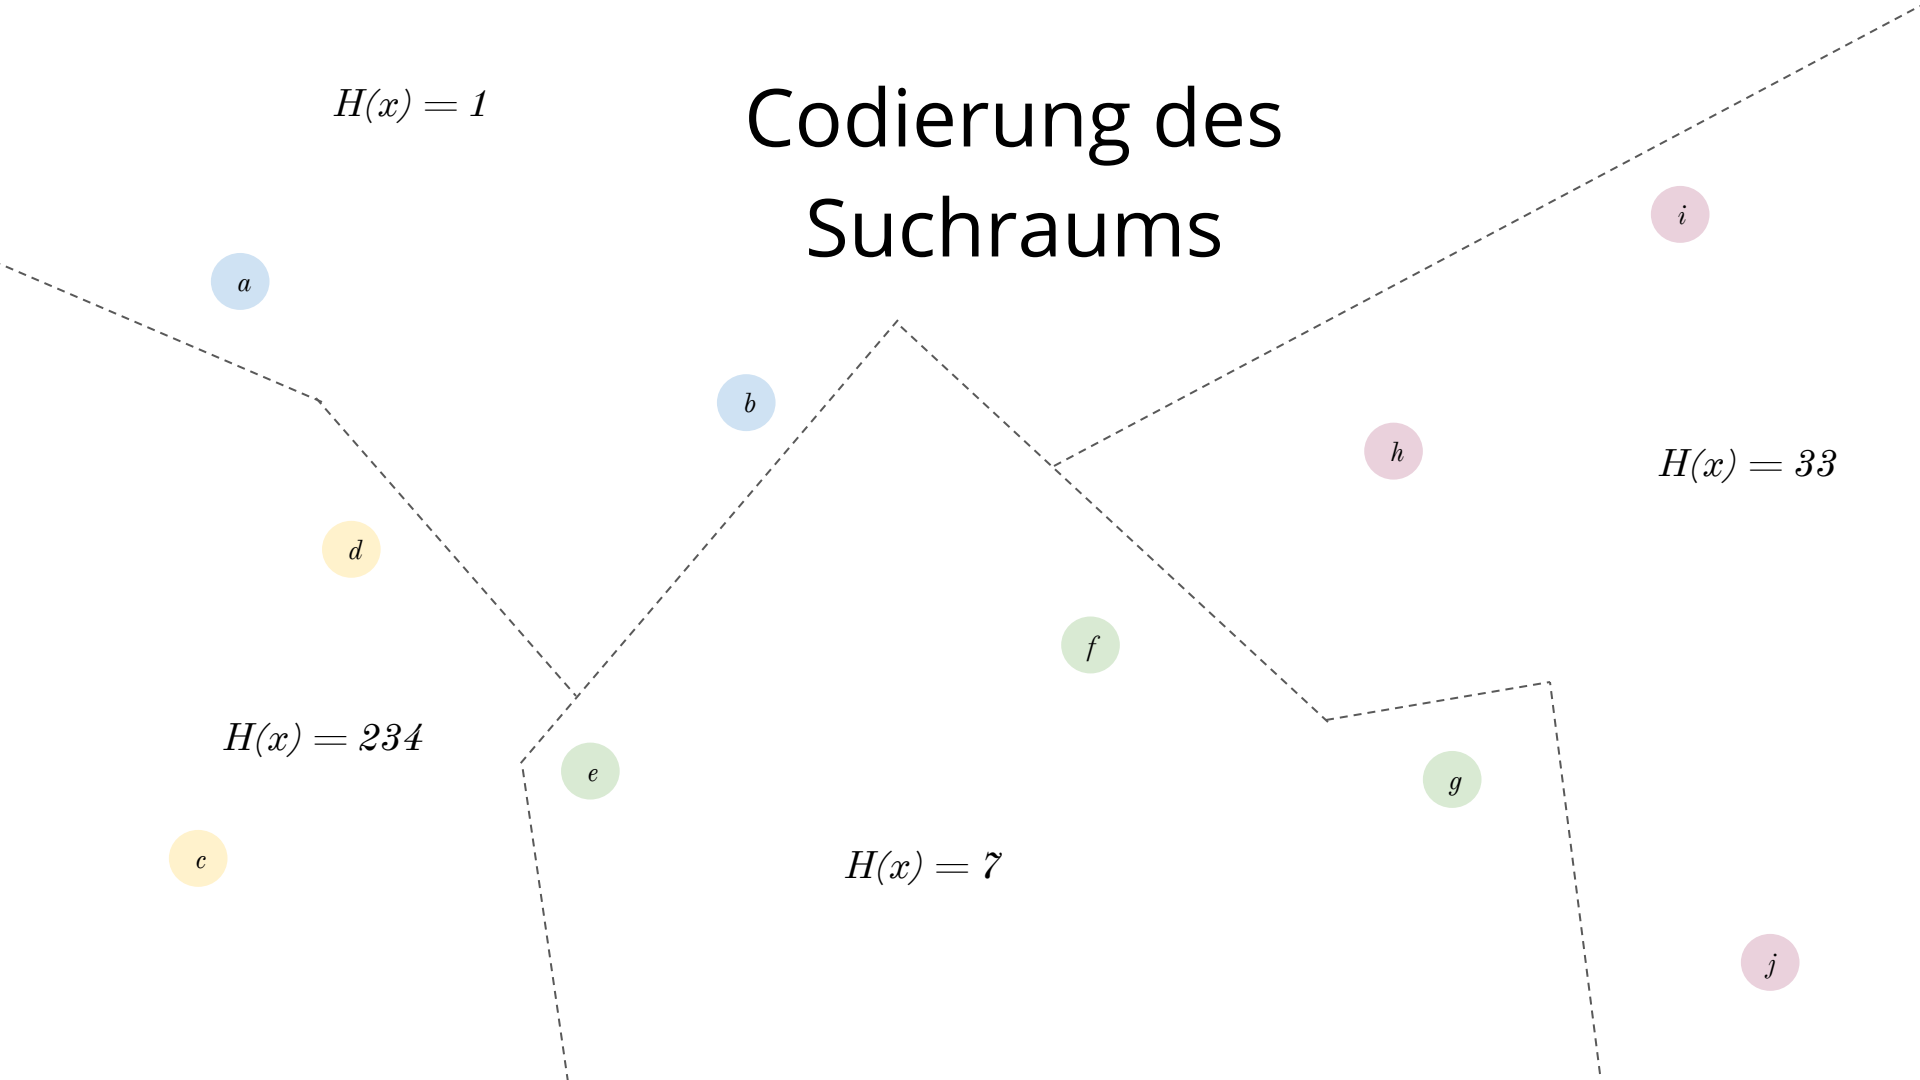 H(x) = 1
Codierung des
Suchraums
i
a
b
h
H(x) = 33
d
f
H(x) = 234
e
g
c
H(x) = 7
j